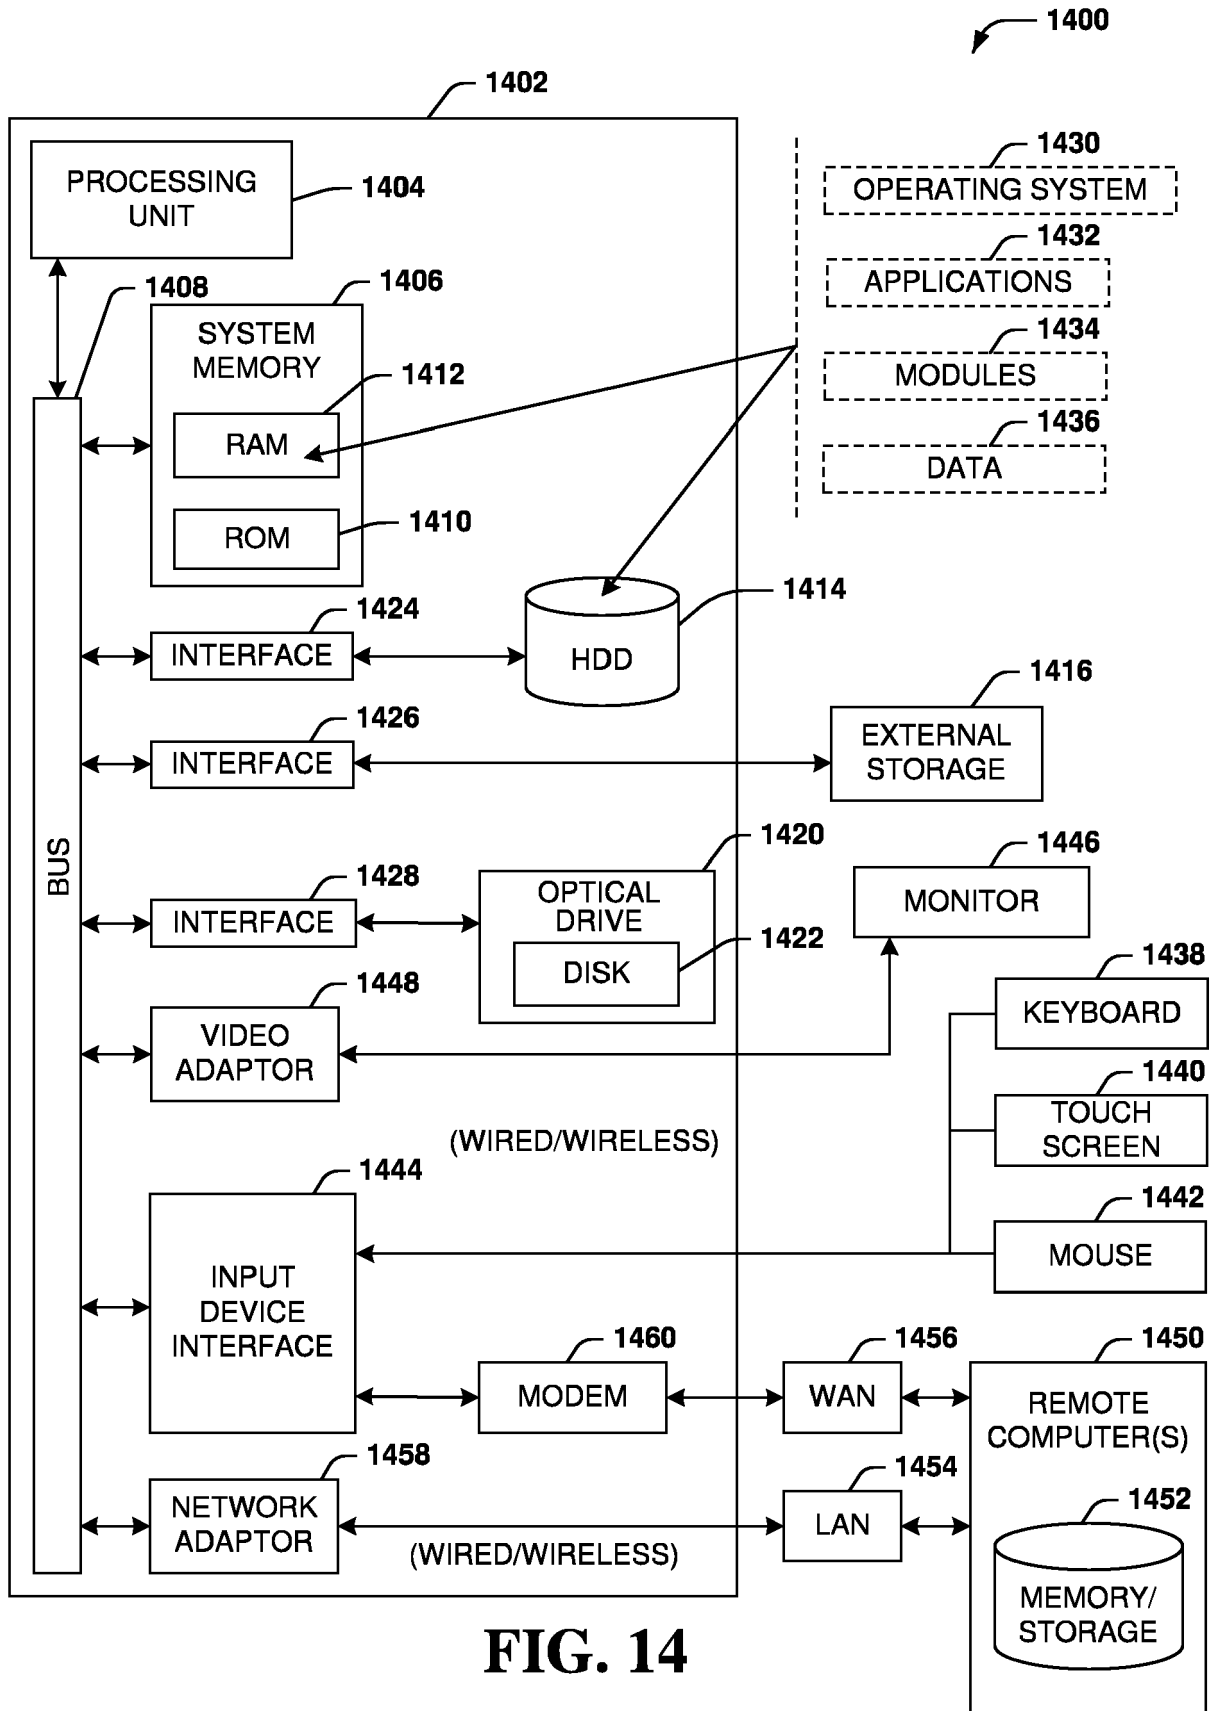 1400
1402
PROCESSING
UNIT
1404
1430
OPERATING SYSTEM
1432
APPLICATIONS
1434
MODULES
1436
DATA
1408
1406
SYSTEM
MEMORY
1412
RAM
1410
ROM
1414
HDD
1424
INTERFACE
1426
INTERFACE
1416
EXTERNAL
STORAGE
BUS
1428
INTERFACE
1420
OPTICAL
DRIVE
1422
DISK
1446
MONITOR
1448
VIDEO
ADAPTOR
1438
KEYBOARD
1440
TOUCH
SCREEN
(WIRED/WIRELESS)
1442
MOUSE
1444
INPUT
DEVICE
INTERFACE
1460
MODEM
1456
WAN
1450
REMOTE
COMPUTER(S)
1458
NETWORK
ADAPTOR
(WIRED/WIRELESS)
1454
LAN
1452
MEMORY/
STORAGE
FIG. 14